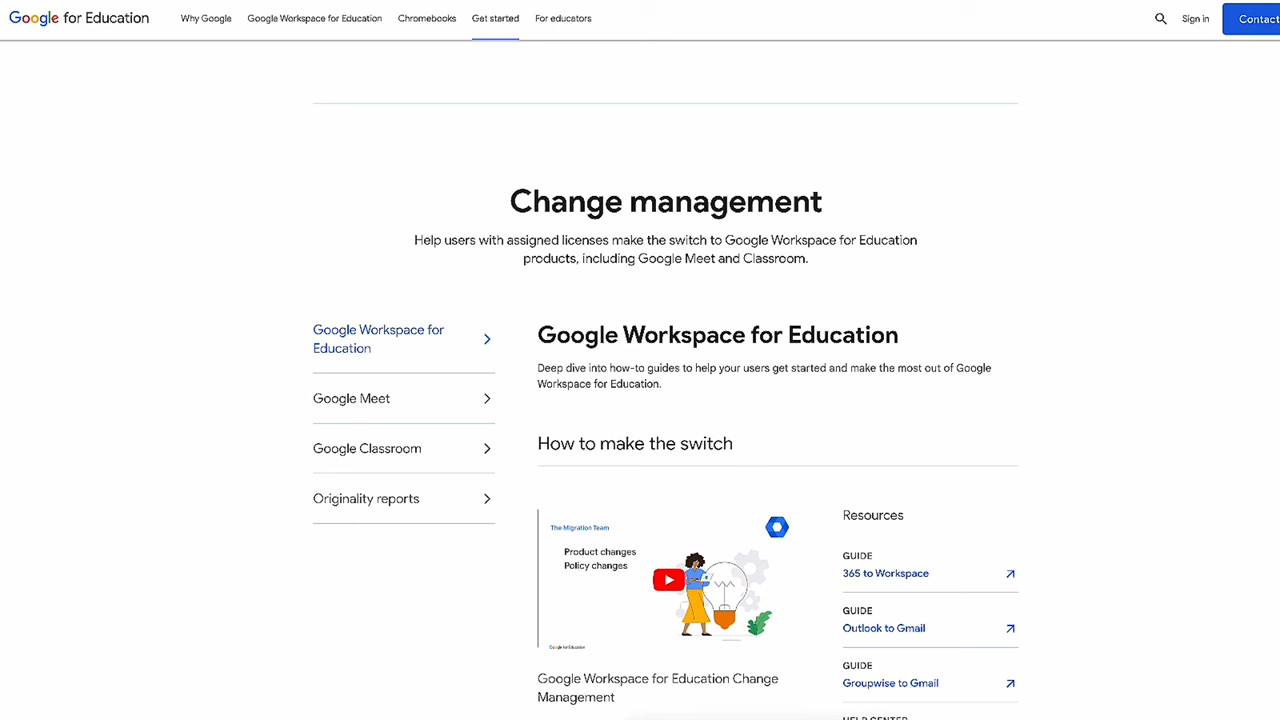 Google for Education
Why Google
Google Workspace for Education
Chromebooks
Get started
For educators
Sign in
Contact
Change management
Help users with assigned licenses make the switch to Google Workspace for Education
products, including Google Meet and Classroom.
Google Workspace for
Education
Google Meet
Google Classroom
Originality reports
Google Workspace for Education
Deep dive into how-to guides to help your users get started and make the most out of Google
Workspace for Education.
How to make the switch
The Migration Team
Product changes
Policy changes
Google for Education
Google Workspace for Education Change
Management
Resources
GUIDE
365 to Workspace
GUIDE
Outlook to Gmail
GUIDE
Groupwise to Gmail
HELP CENTER